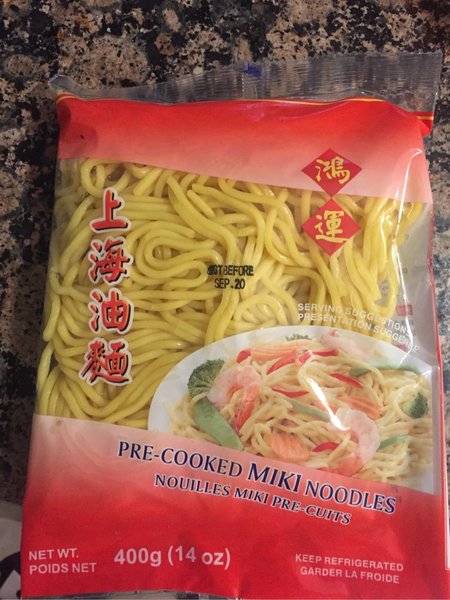 鴻運
上海油麵
BEST BEFORE
SEP.20
SERVING SUGGESTION
PRESENTATION SUGGÉRÉE
PRE-COOKED MIKI NOODLES
NOUILLES MIKI PRE-CUITS
NET WT.
POIDS NET
400g (14 oz)
KEEP REFRIGERATED
GARDER LA FROIDE